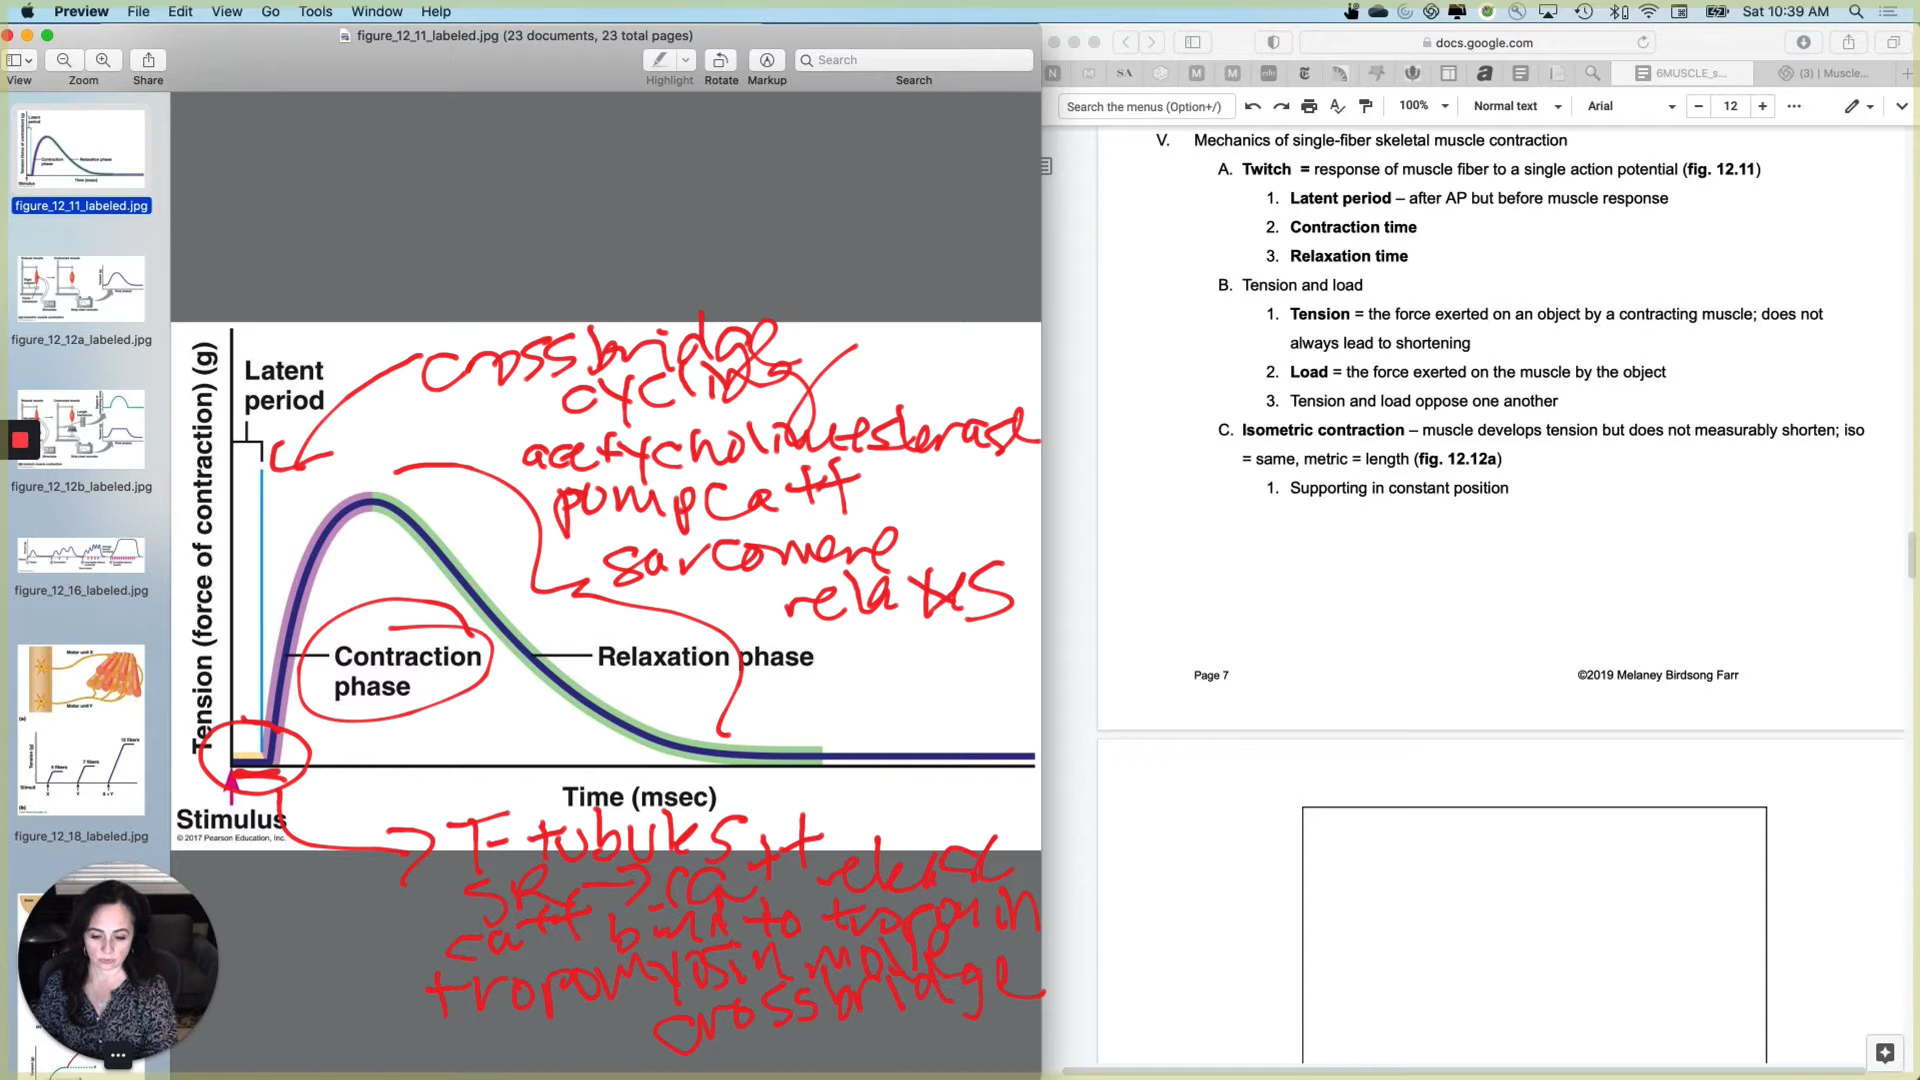 Preview File Edit View Go Tools Window Help
Sat 10:39 AM
figure_12_11_labeled.jpg (23 documents, 23 total pages)
View Zoom Share Highlight Rotate Markup Search
Search
figure_12_11_labeled.jpg
figure_12_12a_labeled.jpg
figure_12_12b_labeled.jpg
figure_12_16_labeled.jpg
figure_12_18_labeled.jpg
Tension (force of contraction) (g)
Latent
period
crossbridge
cycling
acetycholinesterase
pump Ca++
sarcomere
relaxes
Contraction
phase
Relaxation phase
Time (msec)
Stimulus
© 2017 Pearson Education, Inc.
T-tubules
SR → Ca++ release
Ca++ bind to troponin
tropomyosin move
crossbridge
docs.google.com
6MUSCLE_s...
(3) | Muscle...
Search the menus (Option+/)
100%
Normal text
Arial
12
V. Mechanics of single-fiber skeletal muscle contraction
A. Twitch = response of muscle fiber to a single action potential (fig. 12.11)
1. Latent period – after AP but before muscle response
2. Contraction time
3. Relaxation time
B. Tension and load
1. Tension = the force exerted on an object by a contracting muscle; does not
always lead to shortening
2. Load = the force exerted on the muscle by the object
3. Tension and load oppose one another
C. Isometric contraction – muscle develops tension but does not measurably shorten; iso
= same, metric = length (fig. 12.12a)
1. Supporting in constant position
Page 7
©2019 Melaney Birdsong Farr